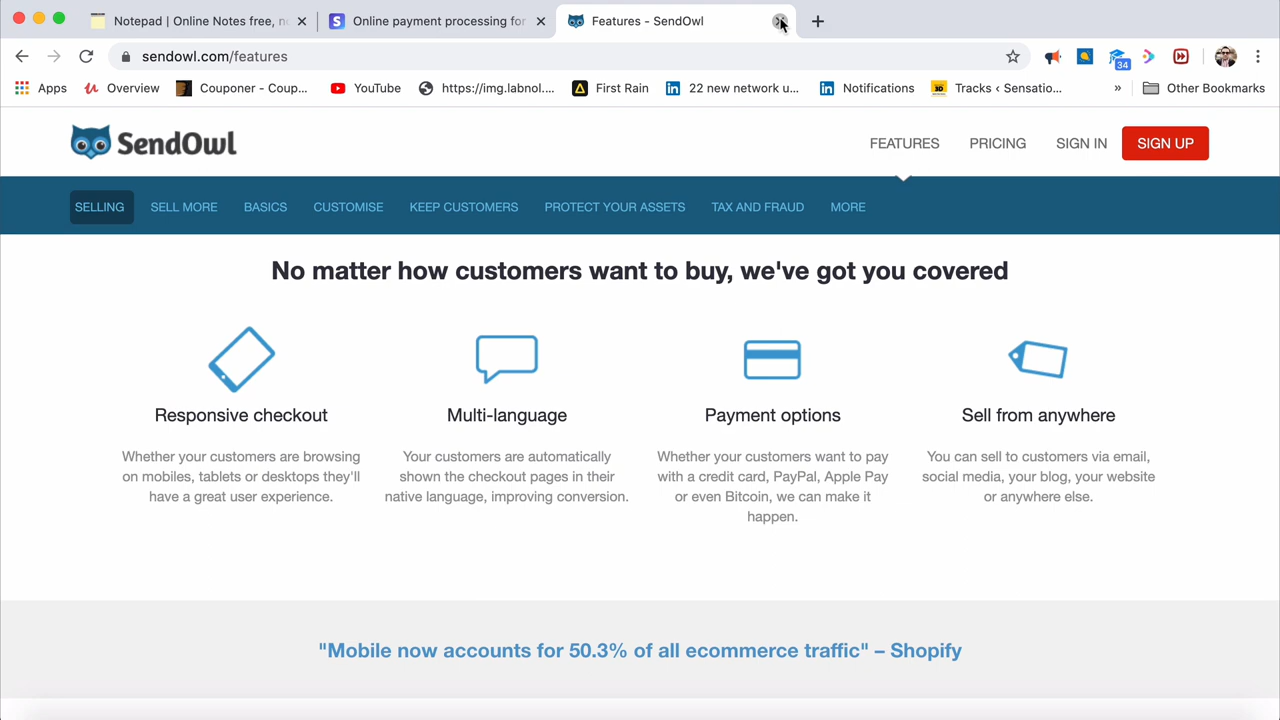 Notepad | Online Notes free, n
Online payment processing for
Features - SendOwl
sendowl.com/features
34
Apps
Overview
Couponer - Coup...
YouTube
https://img.labnol....
First Rain
22 new network u...
Notifications
Tracks ‹ Sensatio...
»
Other Bookmarks
SendOwl
FEATURES
PRICING
SIGN IN
SIGN UP
SELLING
SELL MORE
BASICS
CUSTOMISE
KEEP CUSTOMERS
PROTECT YOUR ASSETS
TAX AND FRAUD
MORE
No matter how customers want to buy, we've got you covered
Responsive checkout
Whether your customers are browsing
on mobiles, tablets or desktops they'll
have a great user experience.
Multi-language
Your customers are automatically
shown the checkout pages in their
native language, improving conversion.
Payment options
Whether your customers want to pay
with a credit card, PayPal, Apple Pay
or even Bitcoin, we can make it
happen.
Sell from anywhere
You can sell to customers via email,
social media, your blog, your website
or anywhere else.
"Mobile now accounts for 50.3% of all ecommerce traffic" – Shopify